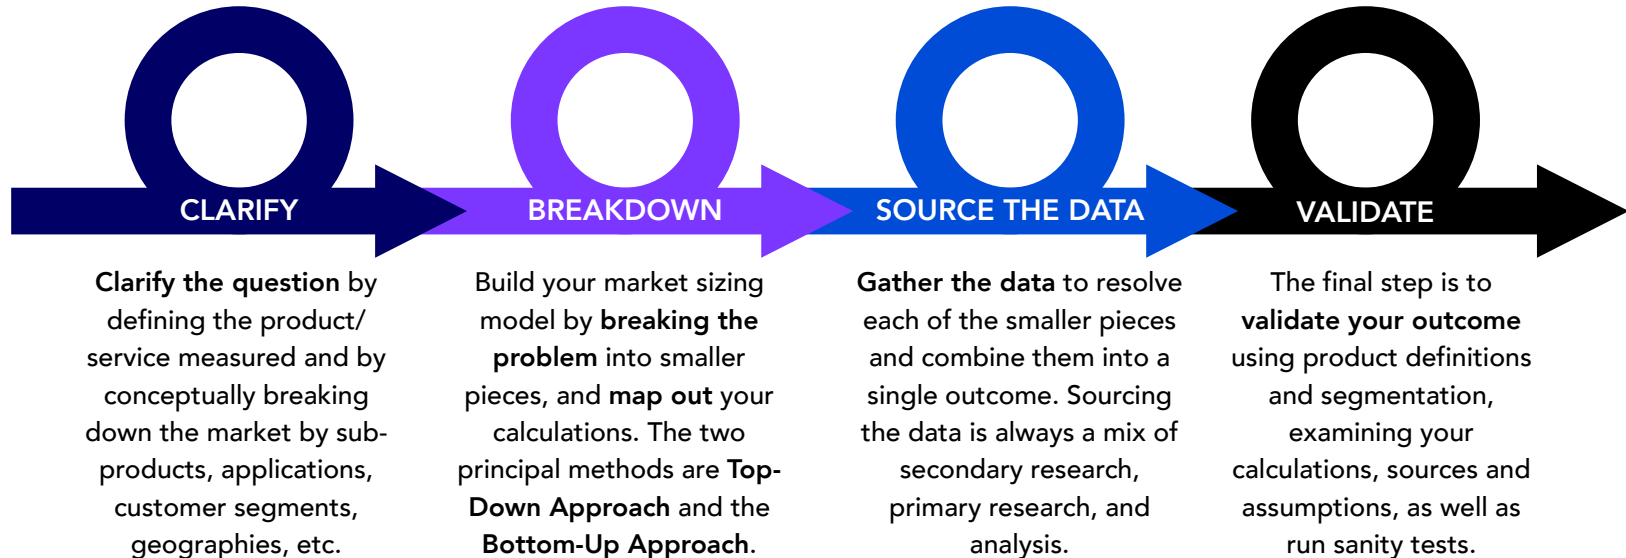 CLARIFY
Clarify the question by
defining the product/
service measured and by
conceptually breaking
down the market by sub-
products, applications,
customer segments,
geographies, etc.
BREAKDOWN
Build your market sizing
model by breaking the
problem into smaller
pieces, and map out your
calculations. The two
principal methods are Top-
Down Approach and the
Bottom-Up Approach.
SOURCE THE DATA
Gather the data to resolve
each of the smaller pieces
and combine them into a
single outcome. Sourcing
the data is always a mix of
secondary research,
primary research, and
analysis.
VALIDATE
The final step is to
validate your outcome
using product definitions
and segmentation,
examining your
calculations, sources and
assumptions, as well as
run sanity tests.